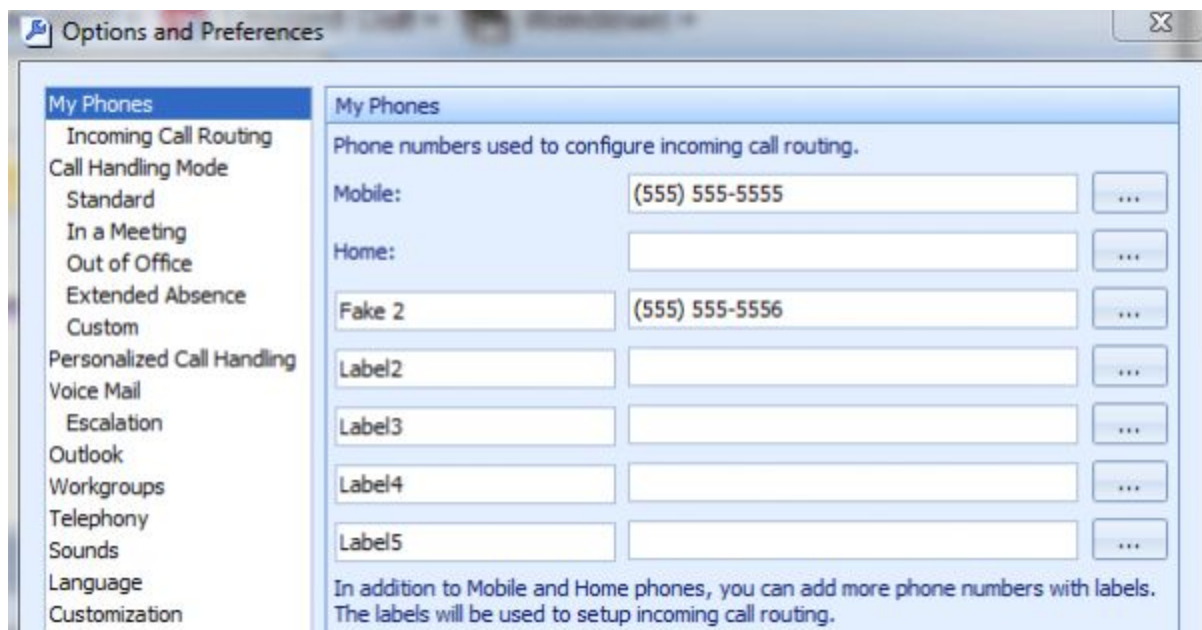 Options and Preferences
My Phones
Incoming Call Routing
Call Handling Mode
Standard
In a Meeting
Out of Office
Extended Absence
Custom
Personalized Call Handling
Voice Mail
Escalation
Outlook
Workgroups
Telephony
Sounds
Language
Customization
My Phones
Phone numbers used to configure incoming call routing.
Mobile: (555) 555-5555 ...
Home: ...
Fake 2 (555) 555-5556 ...
Label2 ...
Label3 ...
Label4 ...
Label5 ...
In addition to Mobile and Home phones, you can add more phone numbers with labels.
The labels will be used to setup incoming call routing.